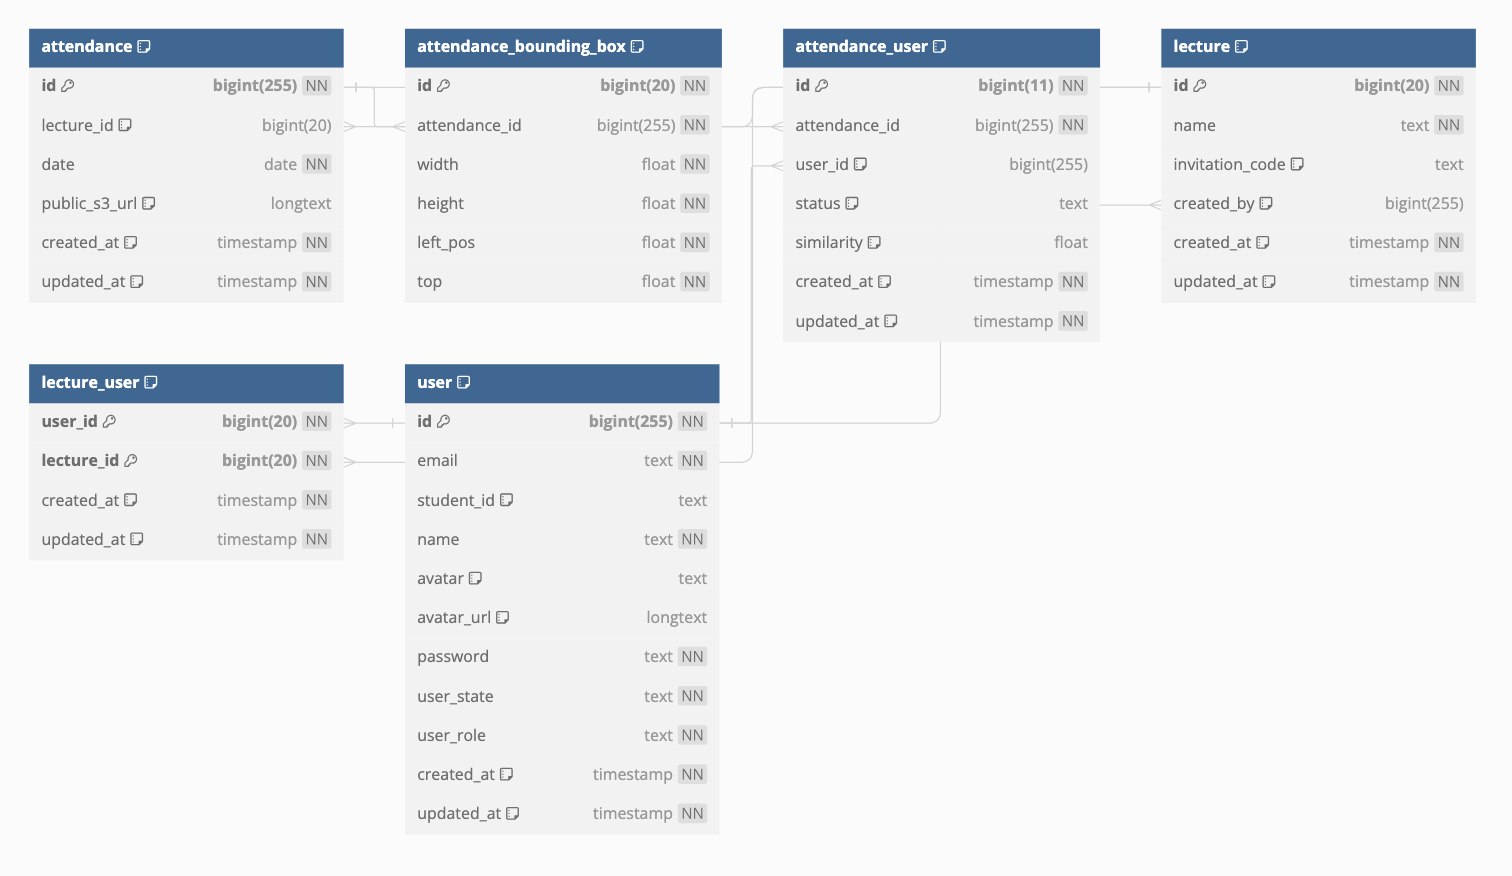 attendance
id bigint(255) NN
lecture_id bigint(20)
date date NN
public_s3_url longtext
created_at timestamp NN
updated_at timestamp NN
attendance_bounding_box
id bigint(20) NN
attendance_id bigint(255) NN
width float NN
height float NN
left_pos float NN
top float NN
attendance_user
id bigint(11) NN
attendance_id bigint(255) NN
user_id bigint(255)
status text
similarity float
created_at timestamp NN
updated_at timestamp NN
lecture
id bigint(20) NN
name text NN
invitation_code text
created_by bigint(255)
created_at timestamp NN
updated_at timestamp NN
lecture_user
user_id bigint(20) NN
lecture_id bigint(20) NN
created_at timestamp NN
updated_at timestamp NN
user
id bigint(255) NN
email text NN
student_id text
name text NN
avatar text
avatar_url longtext
password text NN
user_state text NN
user_role text NN
created_at timestamp NN
updated_at timestamp NN